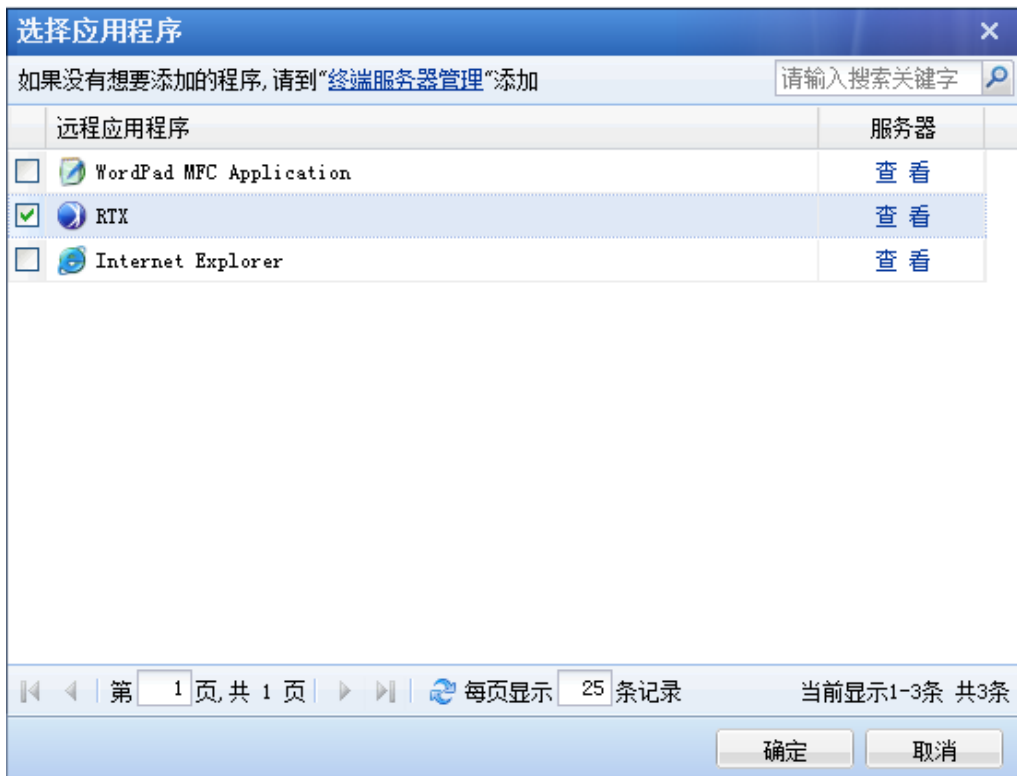 选择应用程序
如果没有想要添加的程序,请到“终端服务器管理“添加 请输入搜索关键字
远程应用程序 服务器
WordPad MFC Application 查 看
RTX 查 看
Internet Explorer 查 看
第 1 页,共 1 页 每页显示 25 条记录 当前显示1-3条 共3条
确定 取消